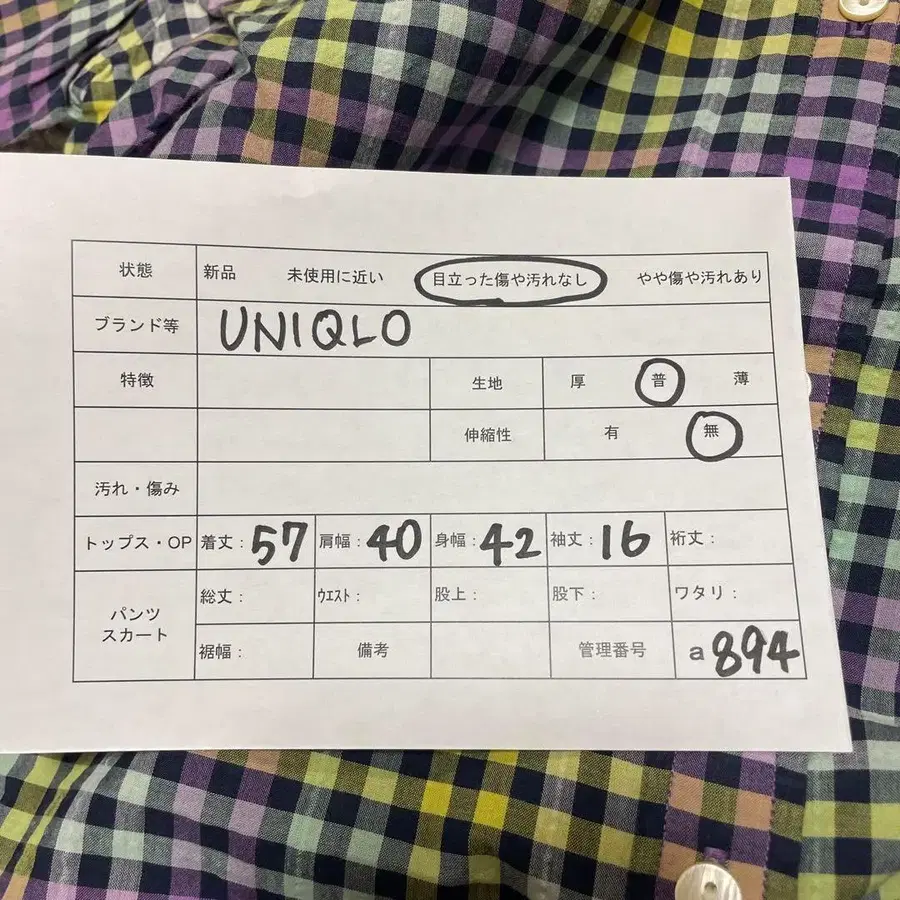 状態 新品 未使用に近い 目立った傷や汚れなし やや傷や汚れあり
ブランド等 UNIQLO
特徴 生地 厚 普 薄
伸縮性 有 無
汚れ・傷み
トップス・OP 着丈：57 肩幅：40 身幅：42 袖丈：16 裄丈：
パンツ
スカート
総丈： ｳｴｽﾄ： 股上： 股下： ワタリ：
裾幅： 備考 管理番号 a894